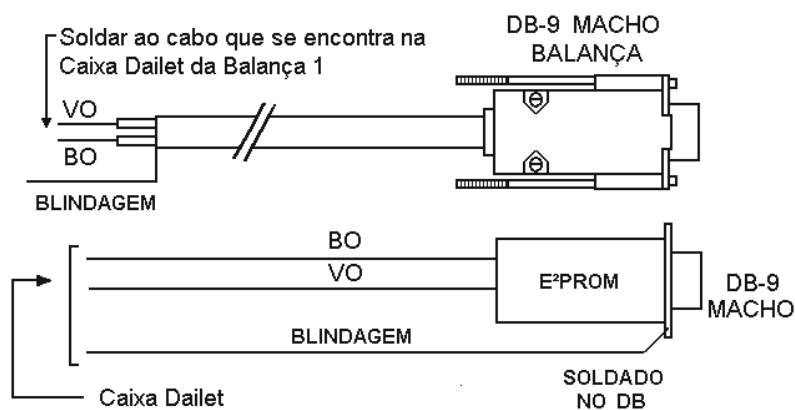 Soldar ao cabo que se encontra na
Caixa Dailet da Balança 1
DB-9 MACHO
BALANÇA
VO
BO
BLINDAGEM
BO
VO
E²PROM
DB-9
MACHO
BLINDAGEM
Caixa Dailet
SOLDADO
NO DB